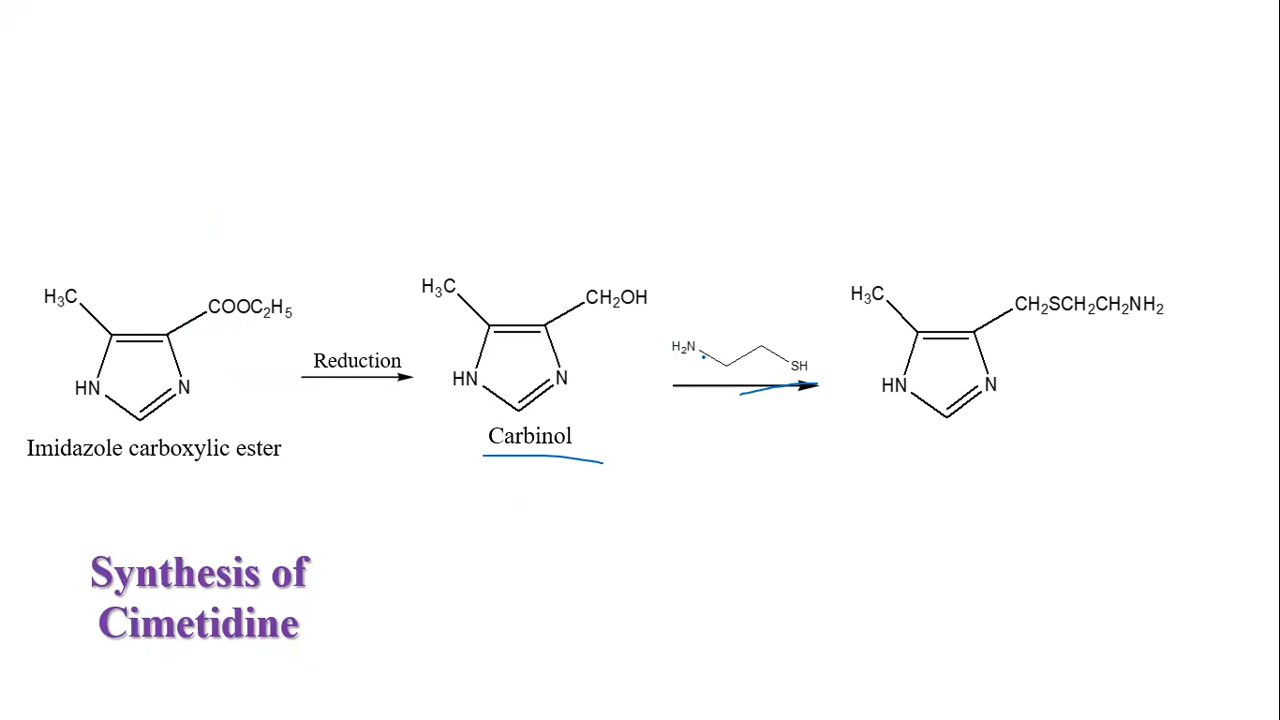 H₃C
COOC₂H₅
HN
N
Imidazole carboxylic ester
Reduction
H₃C
CH₂OH
HN
N
Carbinol
H₂N
SH
H₃C
CH₂SCH₂CH₂NH₂
HN
N
Synthesis of
Cimetidine